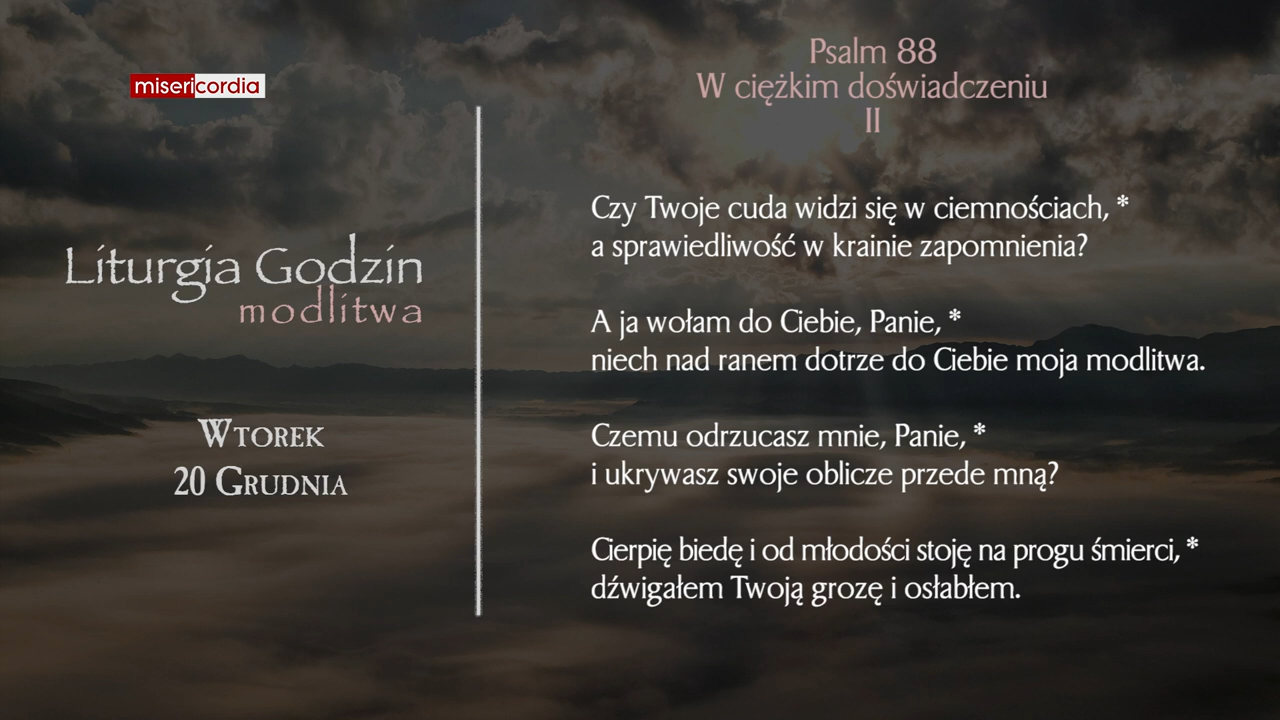 misericordia
Liturgia Godzin
modlitwa
Wtorek
20 Grudnia
Psalm 88
W ciężkim doświadczeniu
II
Czy Twoje cuda widzi się w ciemnościach, *
a sprawiedliwość w krainie zapomnienia?
A ja wołam do Ciebie, Panie, *
niech nad ranem dotrze do Ciebie moja modlitwa.
Czemu odrzucasz mnie, Panie, *
i ukrywasz swoje oblicze przede mną?
Cierpię biedę i od młodości stoję na progu śmierci, *
dźwigałem Twoją grozę i osłabłem.